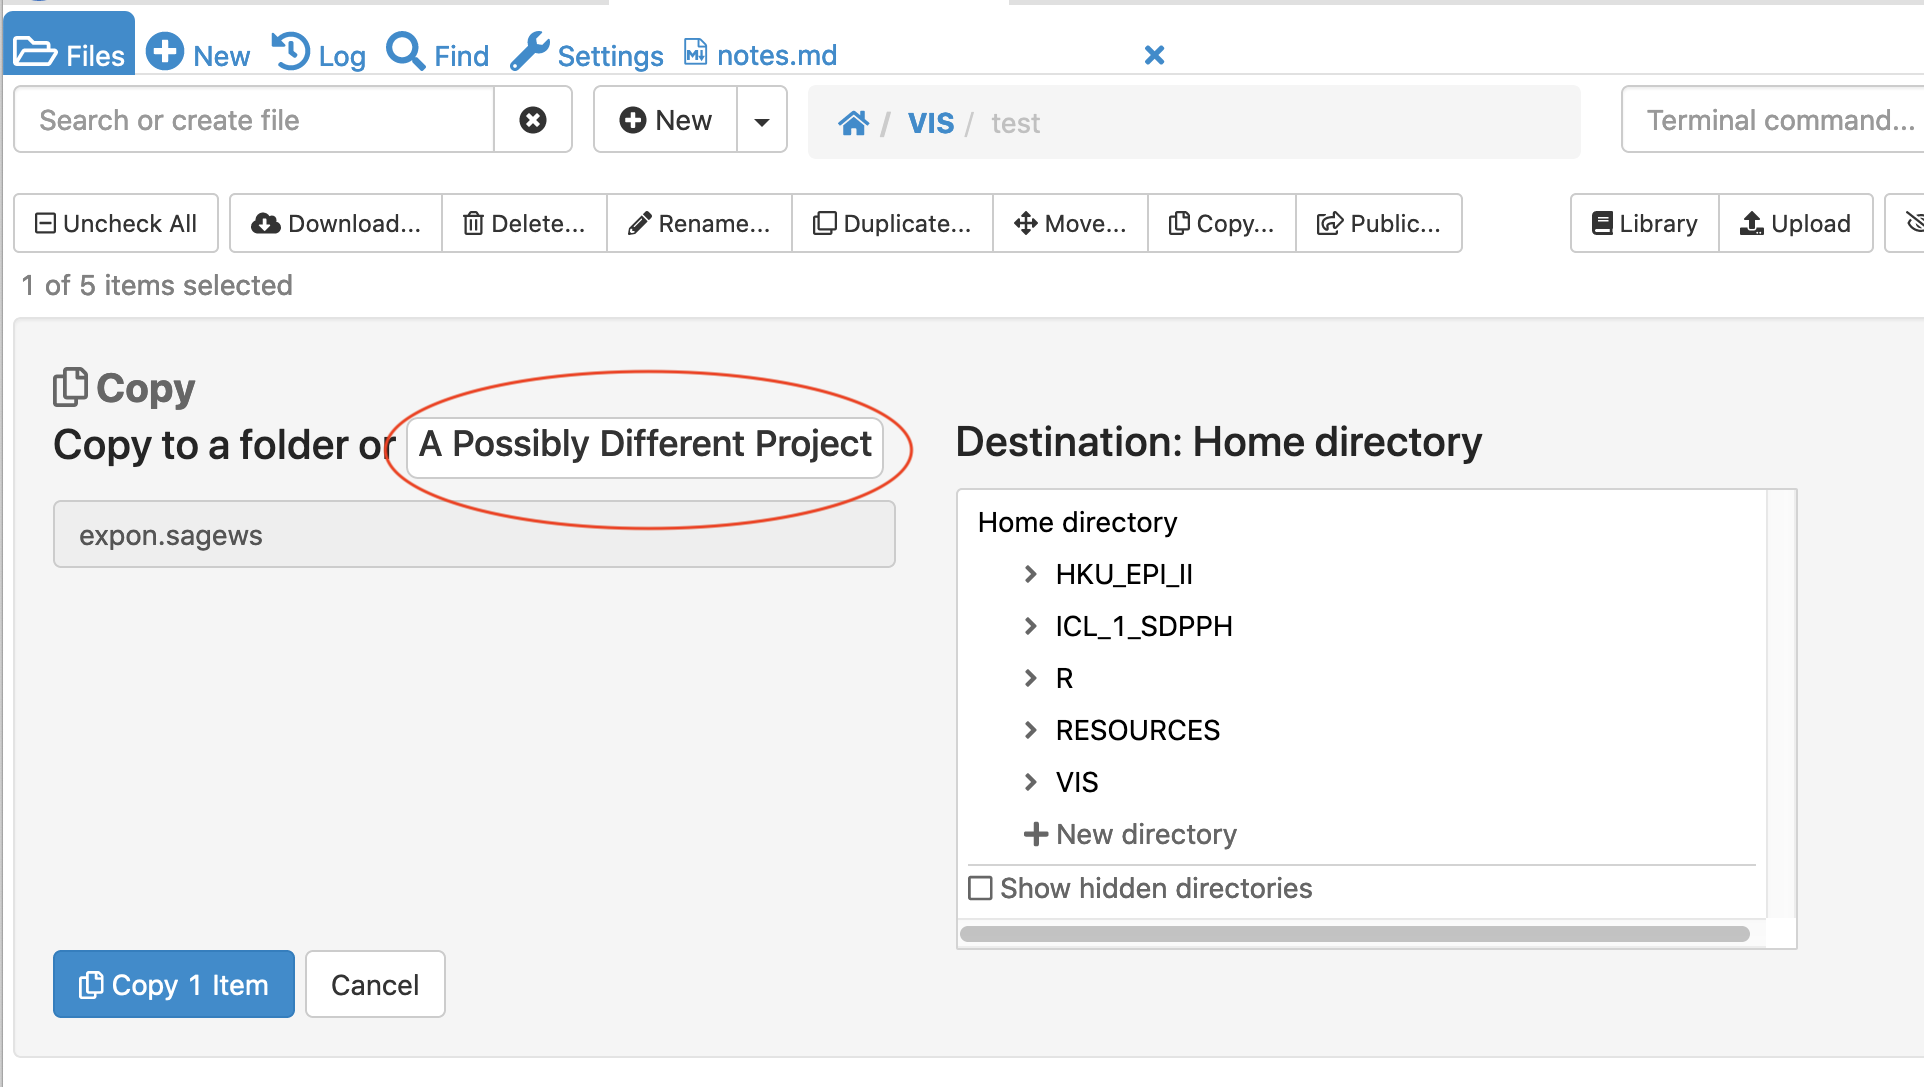 Files New Log Find Settings notes.md
Search or create file New / VIS / test Terminal command...
Uncheck All Download... Delete... Rename... Duplicate... Move... Copy... Public... Library Upload
1 of 5 items selected
Copy
Copy to a folder or A Possibly Different Project
expon.sagews
Destination: Home directory
Home directory
HKU_EPI_II
ICL_1_SDPPH
R
RESOURCES
VIS
New directory
Show hidden directories
Copy 1 Item Cancel